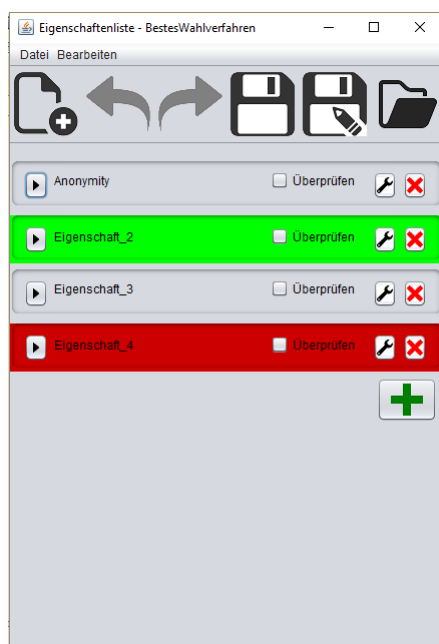 Eigenschaftenliste - BestesWahlverfahren
Datei Bearbeiten
Anonymity Überprüfen
Eigenschaft_2 Überprüfen
Eigenschaft_3 Überprüfen
Eigenschaft_4 Überprüfen